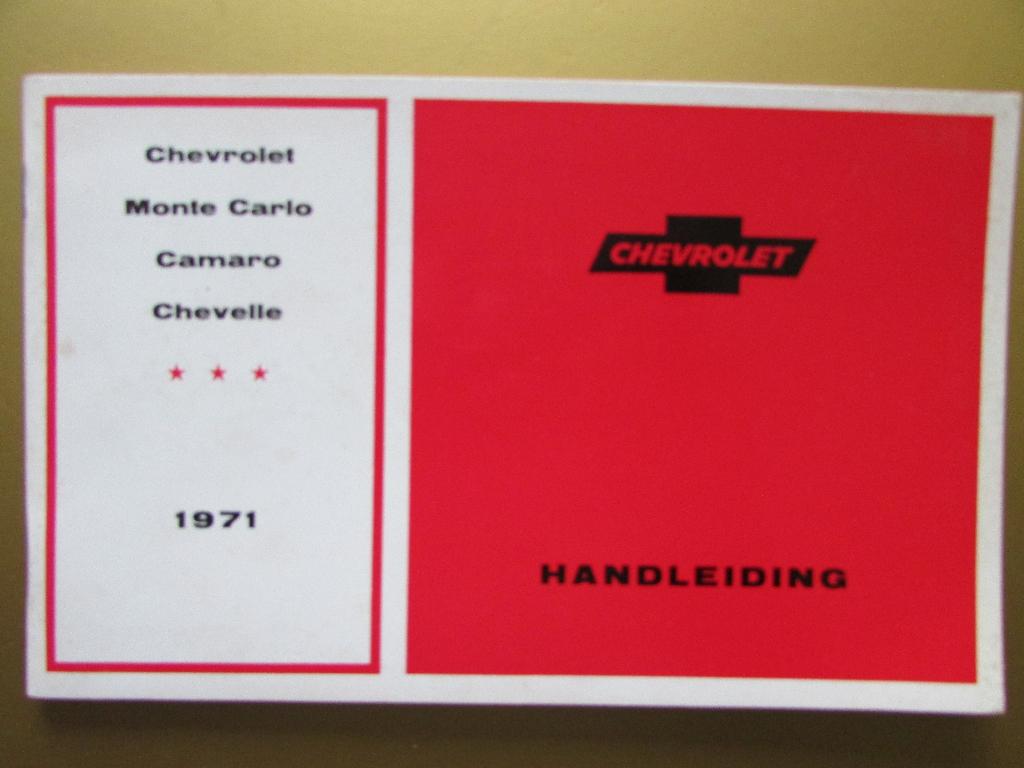 Chevrolet
Monte Carlo
Camaro
Chevelle
★ ★ ★
1971
CHEVROLET
HANDLEIDING